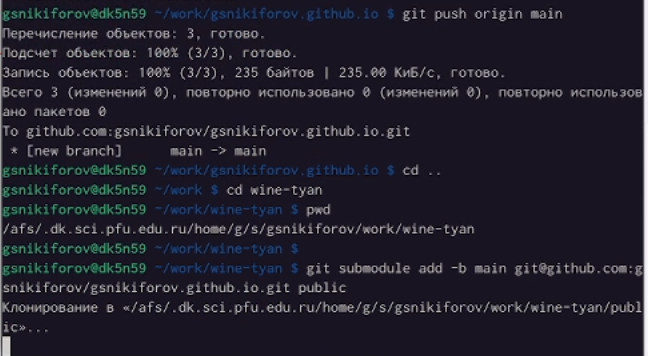 gsnikiforov@dk5n59 ~/work/gsnikiforov.github.io $ git push origin main
Перечисление объектов: 3, готово.
Подсчет объектов: 100% (3/3), готово.
Запись объектов: 100% (3/3), 235 байтов | 235.00 КиБ/с, готово.
Всего 3 (изменений 0), повторно использовано 0 (изменений 0), повторно использов
ано пакетов 0
To github.com:gsnikiforov/gsnikiforov.github.io.git
 * [new branch]      main -> main
gsnikiforov@dk5n59 ~/work/gsnikiforov.github.io $ cd ..
gsnikiforov@dk5n59 ~/work $ cd wine-tyan
gsnikiforov@dk5n59 ~/work/wine-tyan $ pwd
/afs/.dk.sci.pfu.edu.ru/home/g/s/gsnikiforov/work/wine-tyan
gsnikiforov@dk5n59 ~/work/wine-tyan $
gsnikiforov@dk5n59 ~/work/wine-tyan $ git submodule add -b main git@github.com:g
snikiforov/gsnikiforov.github.io.git public
Клонирование в «/afs/.dk.sci.pfu.edu.ru/home/g/s/gsnikiforov/work/wine-tyan/publ
ic»...